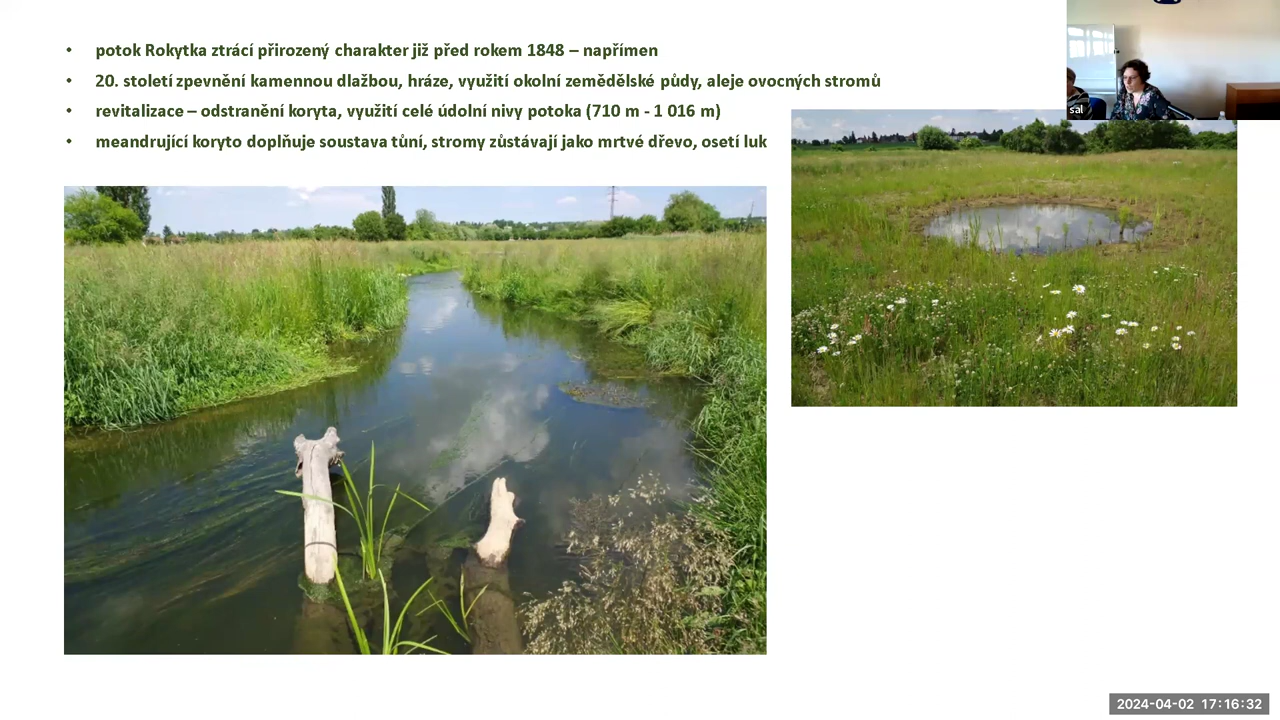 • potok Rokytka ztrácí přirozený charakter již před rokem 1848 – napřímen
• 20. století zpevnění kamennou dlažbou, hráze, využití okolní zemědělské půdy, aleje ovocných stromů
• revitalizace – odstranění koryta, využití celé údolní nivy potoka (710 m - 1 016 m)
• meandrující koryto doplňuje soustava tůní, stromy zůstávají jako mrtvé dřevo, osetí luk
sal
2024-04-02 17:16:32